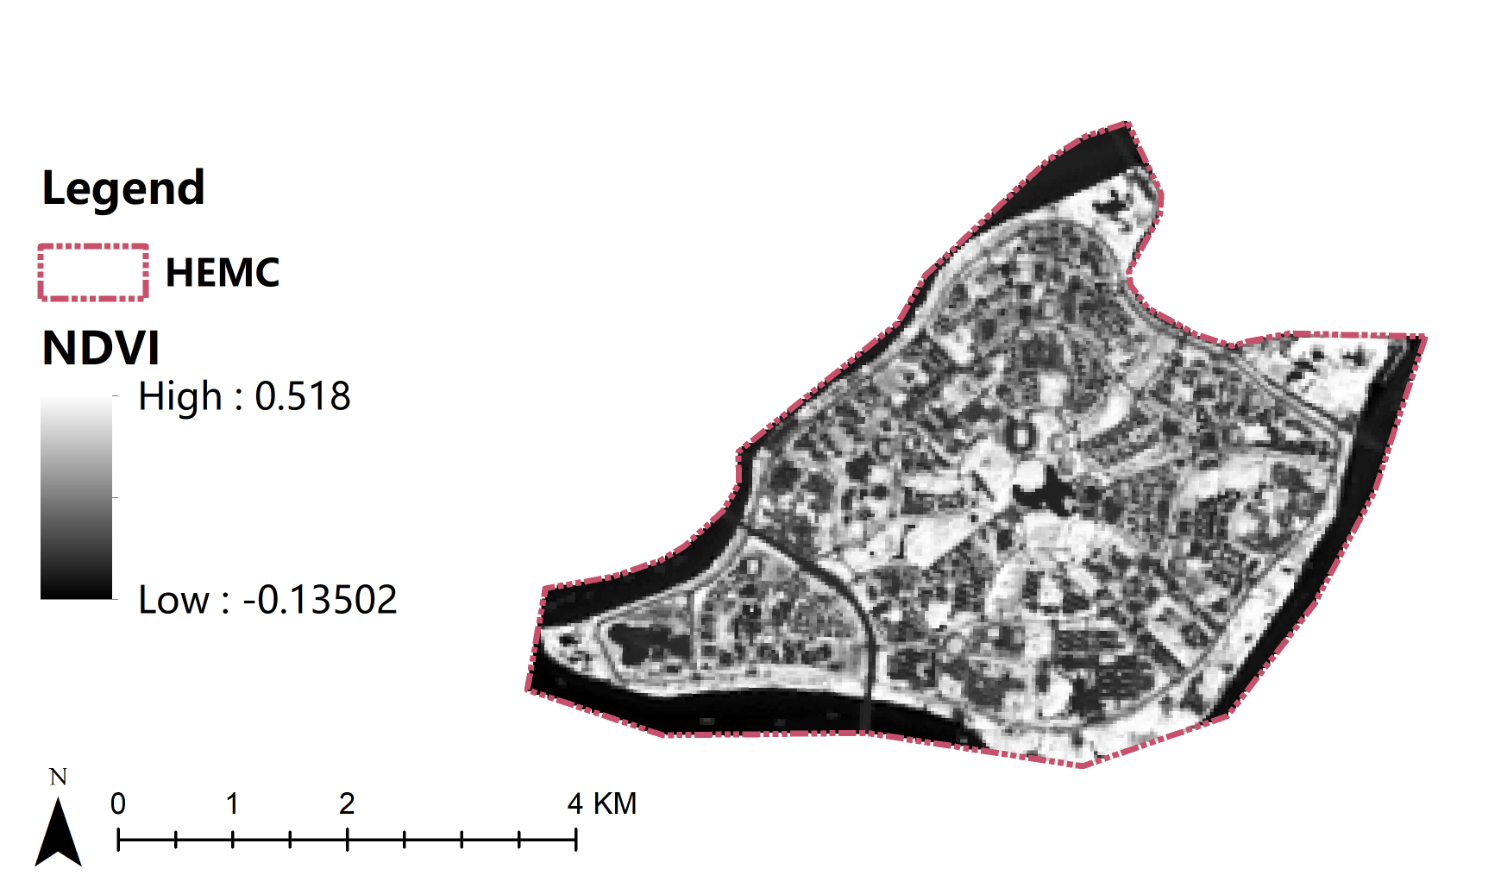 Legend
HEMC
NDVI
High : 0.518
Low : -0.13502
N
0 1 2 4 KM